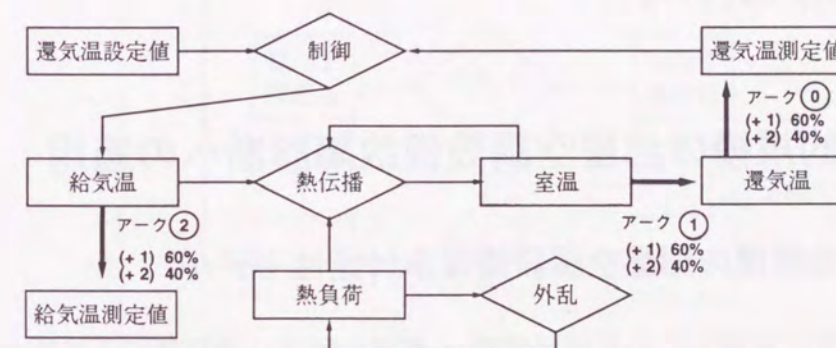 還気温設定値
制御
還気温測定値
アーク⓪
(+1) 60%
(+2) 40%
給気温
熱伝播
室温
還気温
アーク②
(+1) 60%
(+2) 40%
アーク①
(+1) 60%
(+2) 40%
熱負荷
外乱
給気温測定値